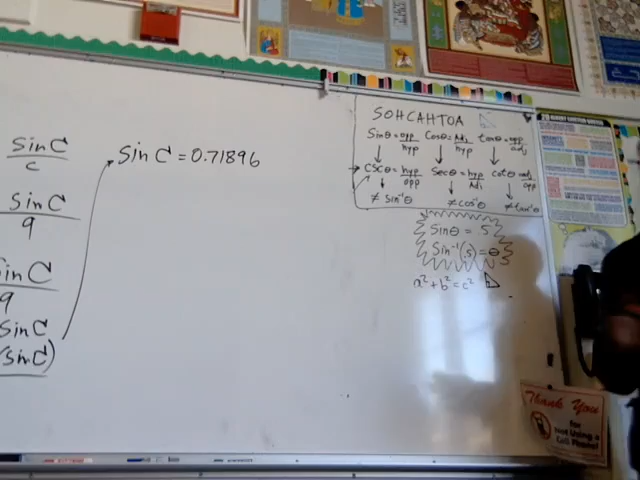 Sin C
c
Sin C
9
Sin C
9
Sin C
(Sin C)
Sin C = 0.71896
SOHCAHTOA
Sinθ = opp/hyp Cosθ = Adj/hyp tanθ = opp/adj
CSCθ = hyp/opp Secθ = hyp/Adj cotθ adj/opp
≠ Sin⁻¹θ ≠ cos⁻¹θ ≠ tan⁻¹θ
Sinθ = .5
Sin⁻¹(.5) = θ
a² + b² = c²
Thank You
for
Not Using a
Cell Phone!